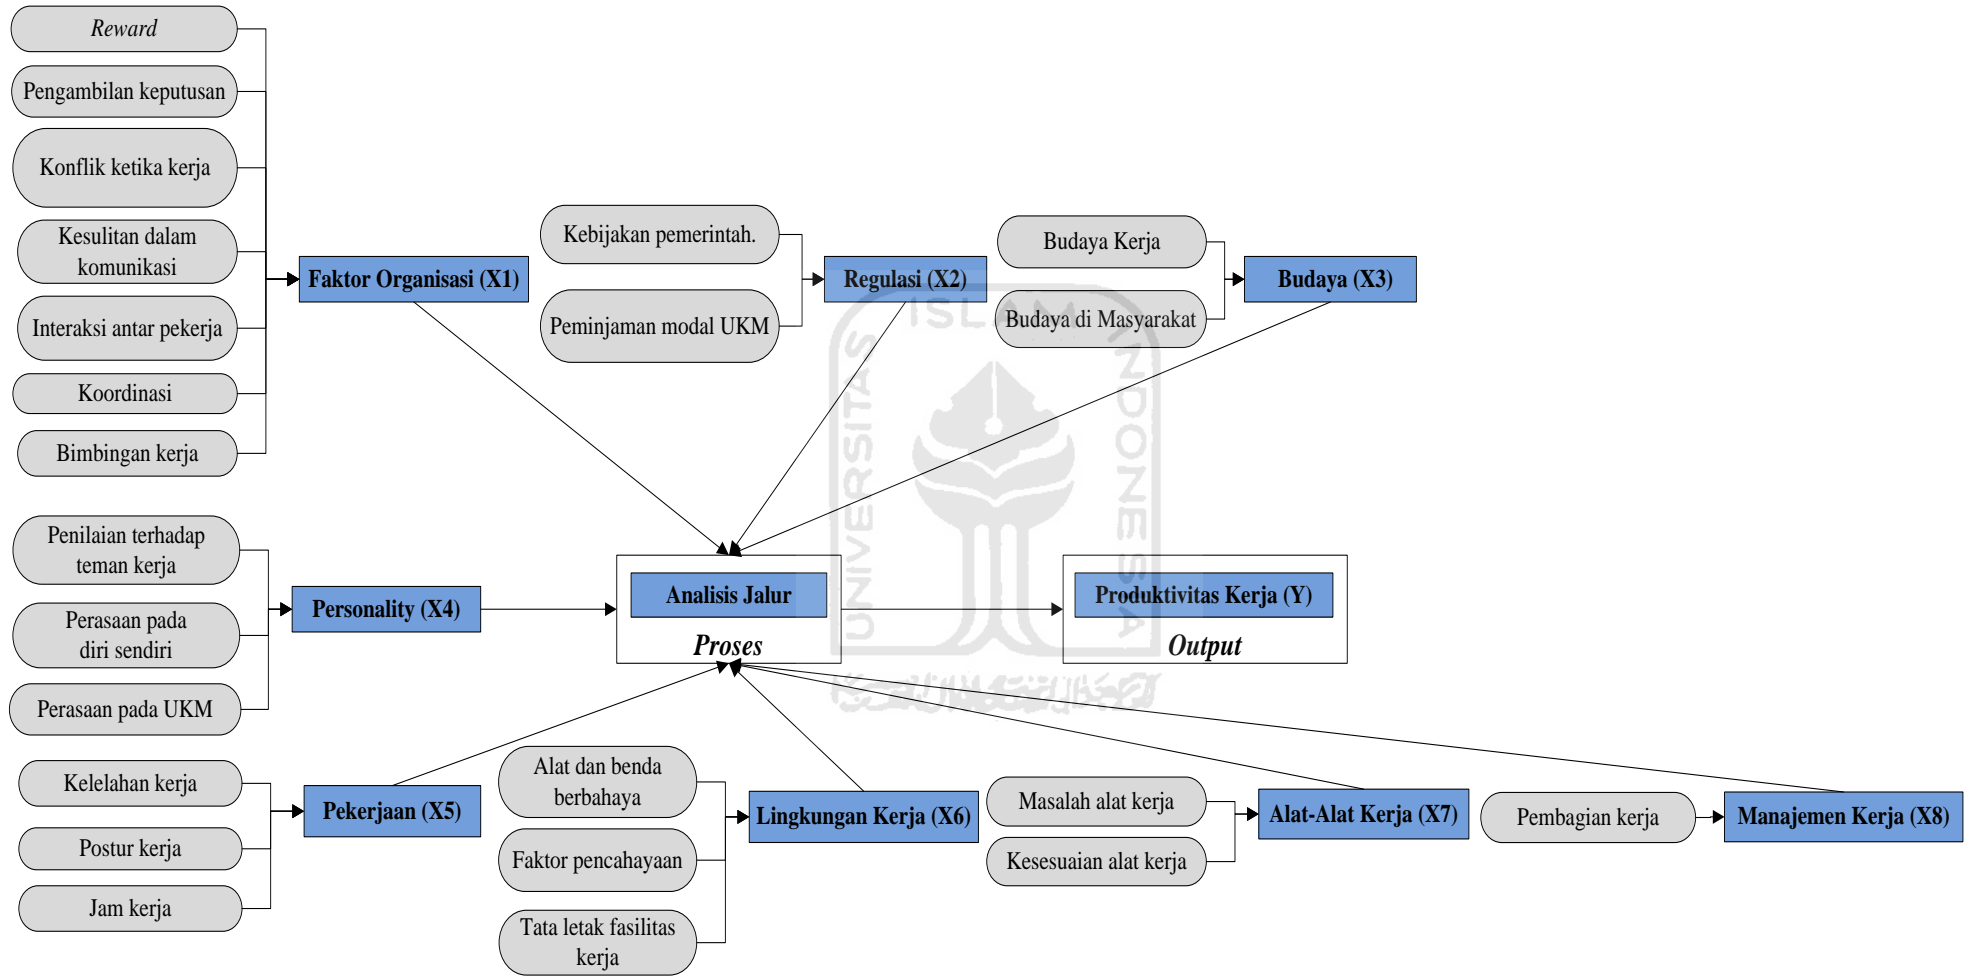 Reward
Pengambilan keputusan
Konflik ketika kerja
Kesulitan dalam
komunikasi
Interaksi antar pekerja
Koordinasi
Bimbingan kerja
Faktor Organisasi (X1)
Kebijakan pemerintah.
Peminjaman modal UKM
Regulasi (X2)
Budaya Kerja
Budaya di Masyarakat
Budaya (X3)
Penilaian terhadap
teman kerja
Perasaan pada
diri sendiri
Perasaan pada UKM
Personality (X4)
Analisis Jalur
Proses
Produktivitas Kerja (Y)
Output
Kelelahan kerja
Postur kerja
Jam kerja
Pekerjaan (X5)
Alat dan benda
berbahaya
Faktor pencahayaan
Tata letak fasilitas
kerja
Lingkungan Kerja (X6)
Masalah alat kerja
Kesesuaian alat kerja
Alat-Alat Kerja (X7)
Pembagian kerja
Manajemen Kerja (X8)
UNIVERSITAS
ISLAM
INDONESIA